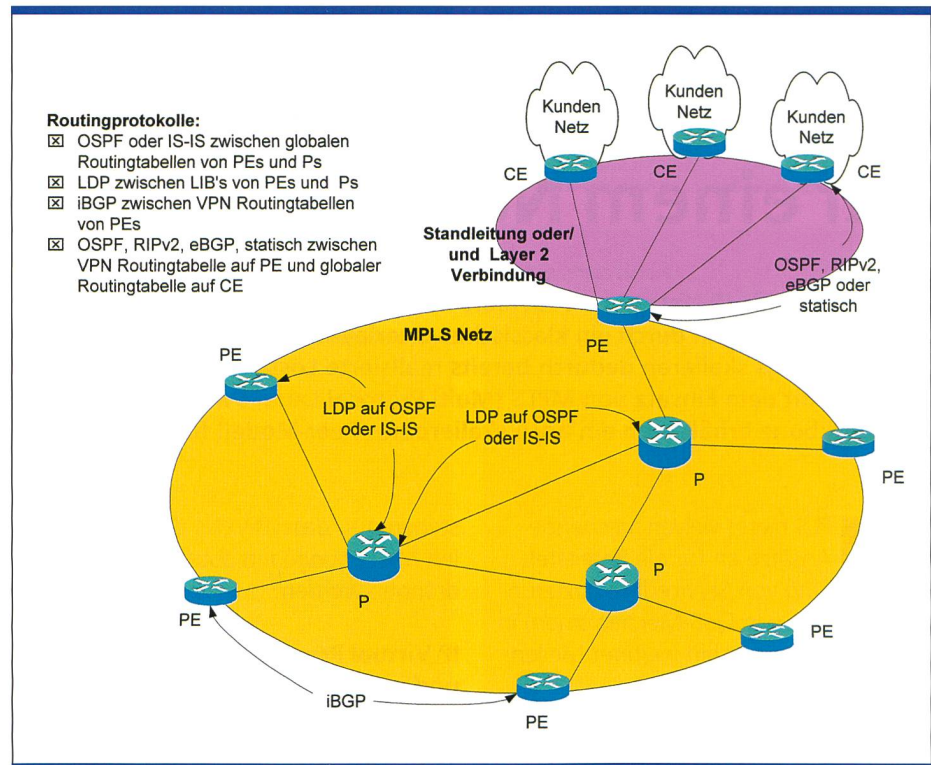 Routingprotokolle:
OSPF oder IS-IS zwischen globalen
Routingtabellen von PEs und Ps
LDP zwischen LIB's von PEs und Ps
iBGP zwischen VPN Routingtabellen
von PEs
OSPF, RIPv2, eBGP, statisch zwischen
VPN Routingtabelle auf PE und globaler
Routingtabelle auf CE
Kunden
Netz
Kunden
Netz
Kunden
Netz
CE
CE
CE
Standleitung oder/
und Layer 2
Verbindung
OSPF, RIPv2,
eBGP oder
statisch
MPLS Netz
PE
PE
LDP auf OSPF
oder IS-IS
LDP auf OSPF
oder IS-IS
P
PE
P
P
PE
PE
iBGP
PE